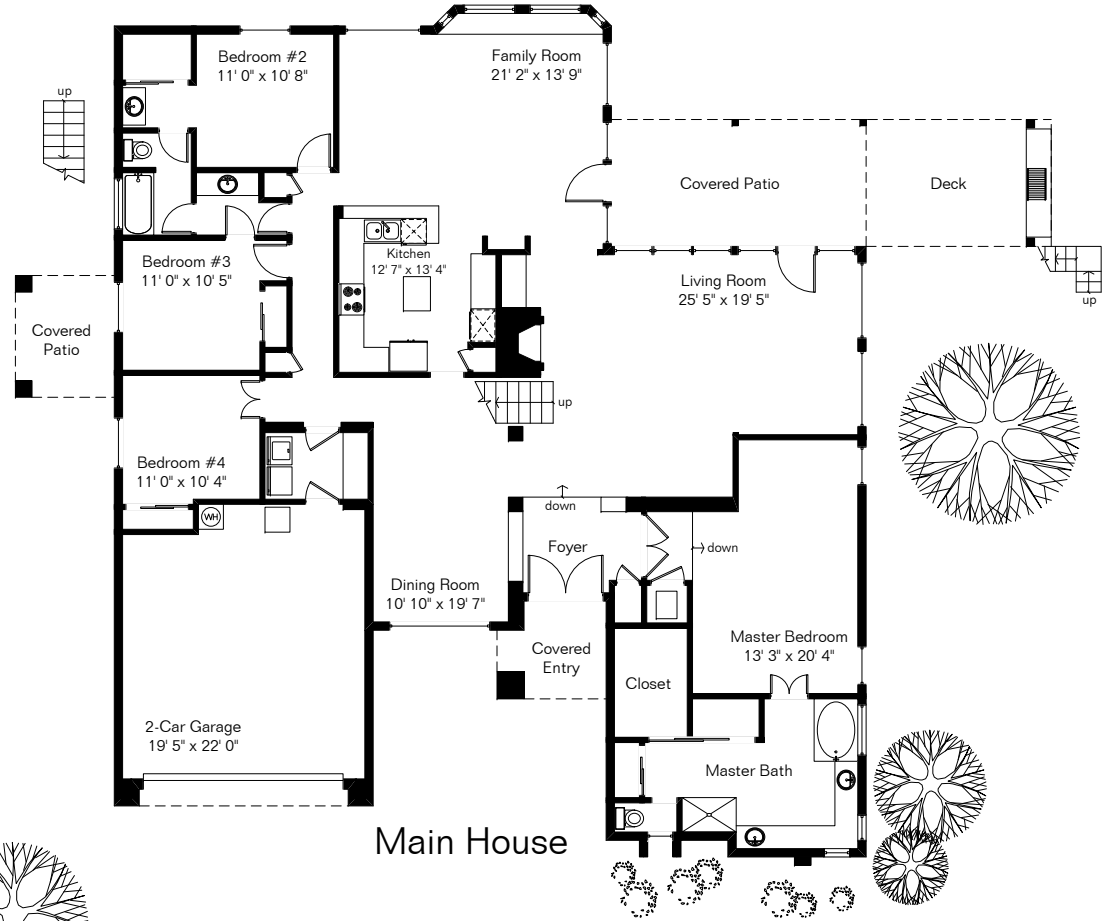 Bedroom #2
11' 0" x 10' 8"
Family Room
21' 2" x 13' 9"
up
Covered Patio
Deck
Kitchen
12' 7" x 13' 4"
Bedroom #3
11' 0" x 10' 5"
Living Room
25' 5" x 19' 5"
up
Covered
Patio
up
Bedroom #4
11' 0" x 10' 4"
WH
down
Foyer
down
Dining Room
10' 10" x 19' 7"
Covered
Entry
Master Bedroom
13' 3" x 20' 4"
Closet
2-Car Garage
19' 5" x 22' 0"
Master Bath
Main House